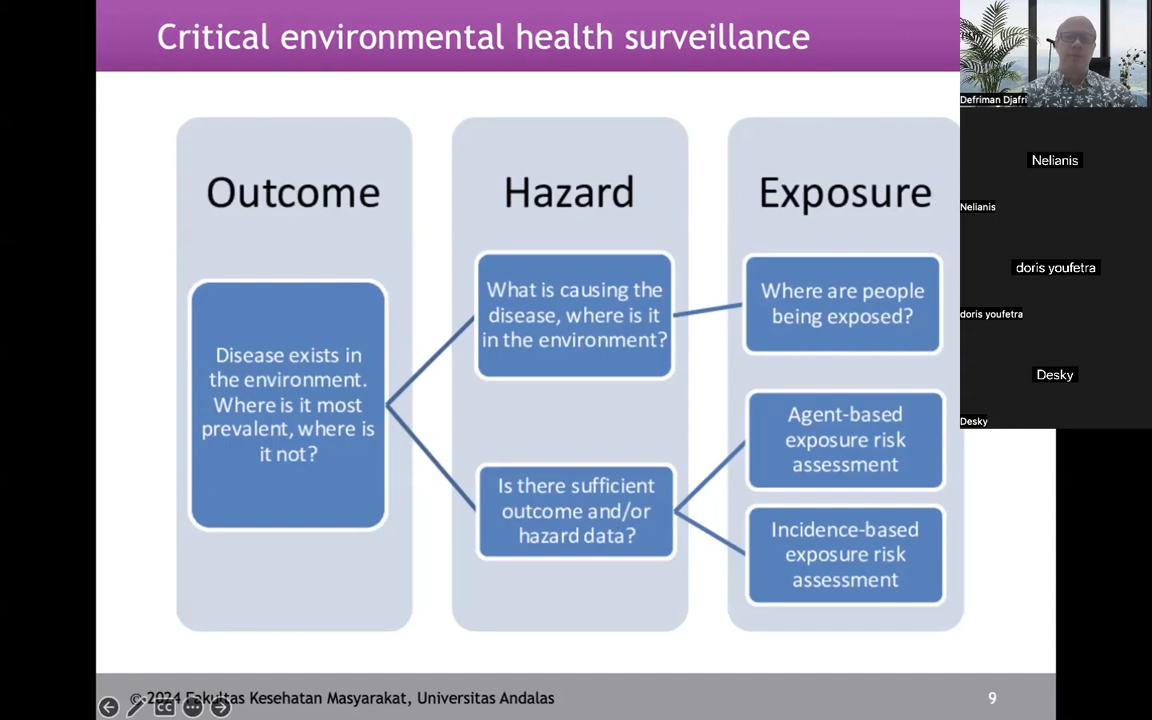 Critical environmental health surveillance
Outcome
Disease exists in
the environment.
Where is it most
prevalent, where is
it not?
Hazard
What is causing the
disease, where is it
in the environment?
Is there sufficient
outcome and/or
hazard data?
Exposure
Where are people
being exposed?
Agent-based
exposure risk
assessment
Incidence-based
exposure risk
assessment
Defriman Djafri
Nelianis
Nelianis
doris youfetra
doris youfetra
Desky
Desky
© 2024 Fakultas Kesehatan Masyarakat, Universitas Andalas
CC
9